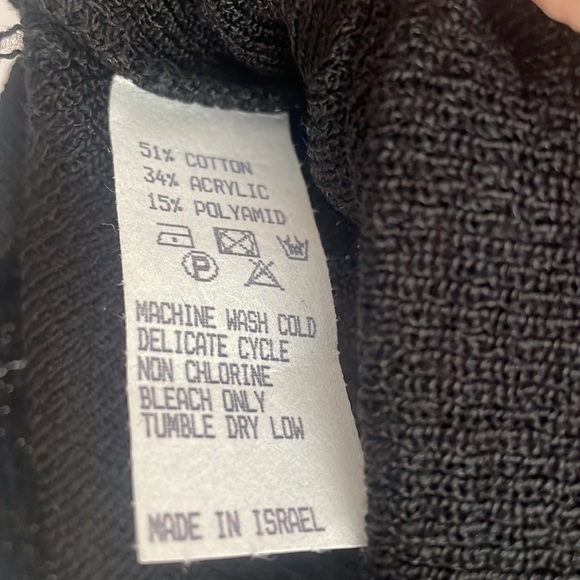 51% COTTON
34% ACRYLIC
15% POLYAMID
P
MACHINE WASH COLD
DELICATE CYCLE
NON CHLORINE
BLEACH ONLY
TUMBLE DRY LOW
MADE IN ISRAEL